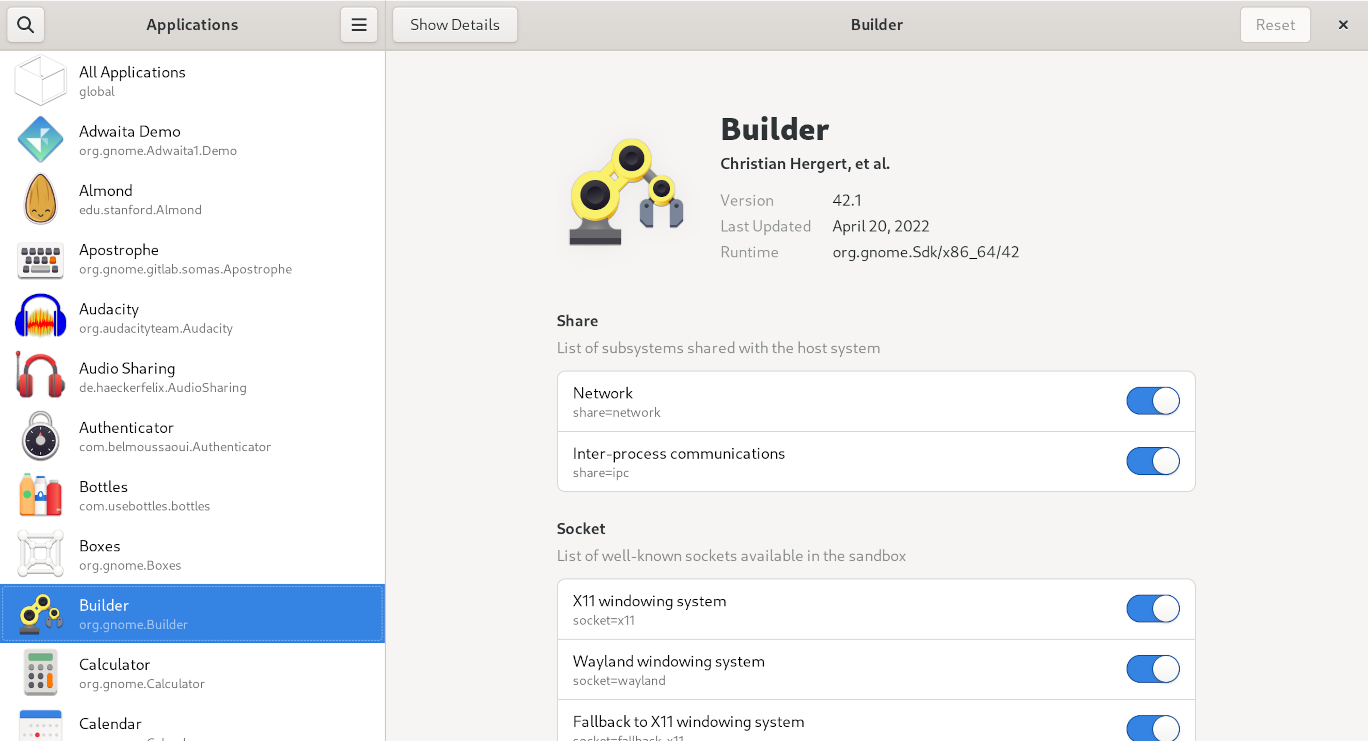 Applications
Show Details
Builder
Reset
All Applications
global
Adwaita Demo
org.gnome.Adwaita1.Demo
Almond
edu.stanford.Almond
Apostrophe
org.gnome.gitlab.somas.Apostrophe
Audacity
org.audacityteam.Audacity
Audio Sharing
de.haeckerfelix.AudioSharing
Authenticator
com.belmoussaoui.Authenticator
Bottles
com.usebottles.bottles
Boxes
org.gnome.Boxes
Builder
org.gnome.Builder
Calculator
org.gnome.Calculator
Calendar
Builder
Christian Hergert, et al.
Version 42.1
Last Updated April 20, 2022
Runtime org.gnome.Sdk/x86_64/42
Share
List of subsystems shared with the host system
Network
share=network
Inter-process communications
share=ipc
Socket
List of well-known sockets available in the sandbox
X11 windowing system
socket=x11
Wayland windowing system
socket=wayland
Fallback to X11 windowing system
socket=fallback-x11